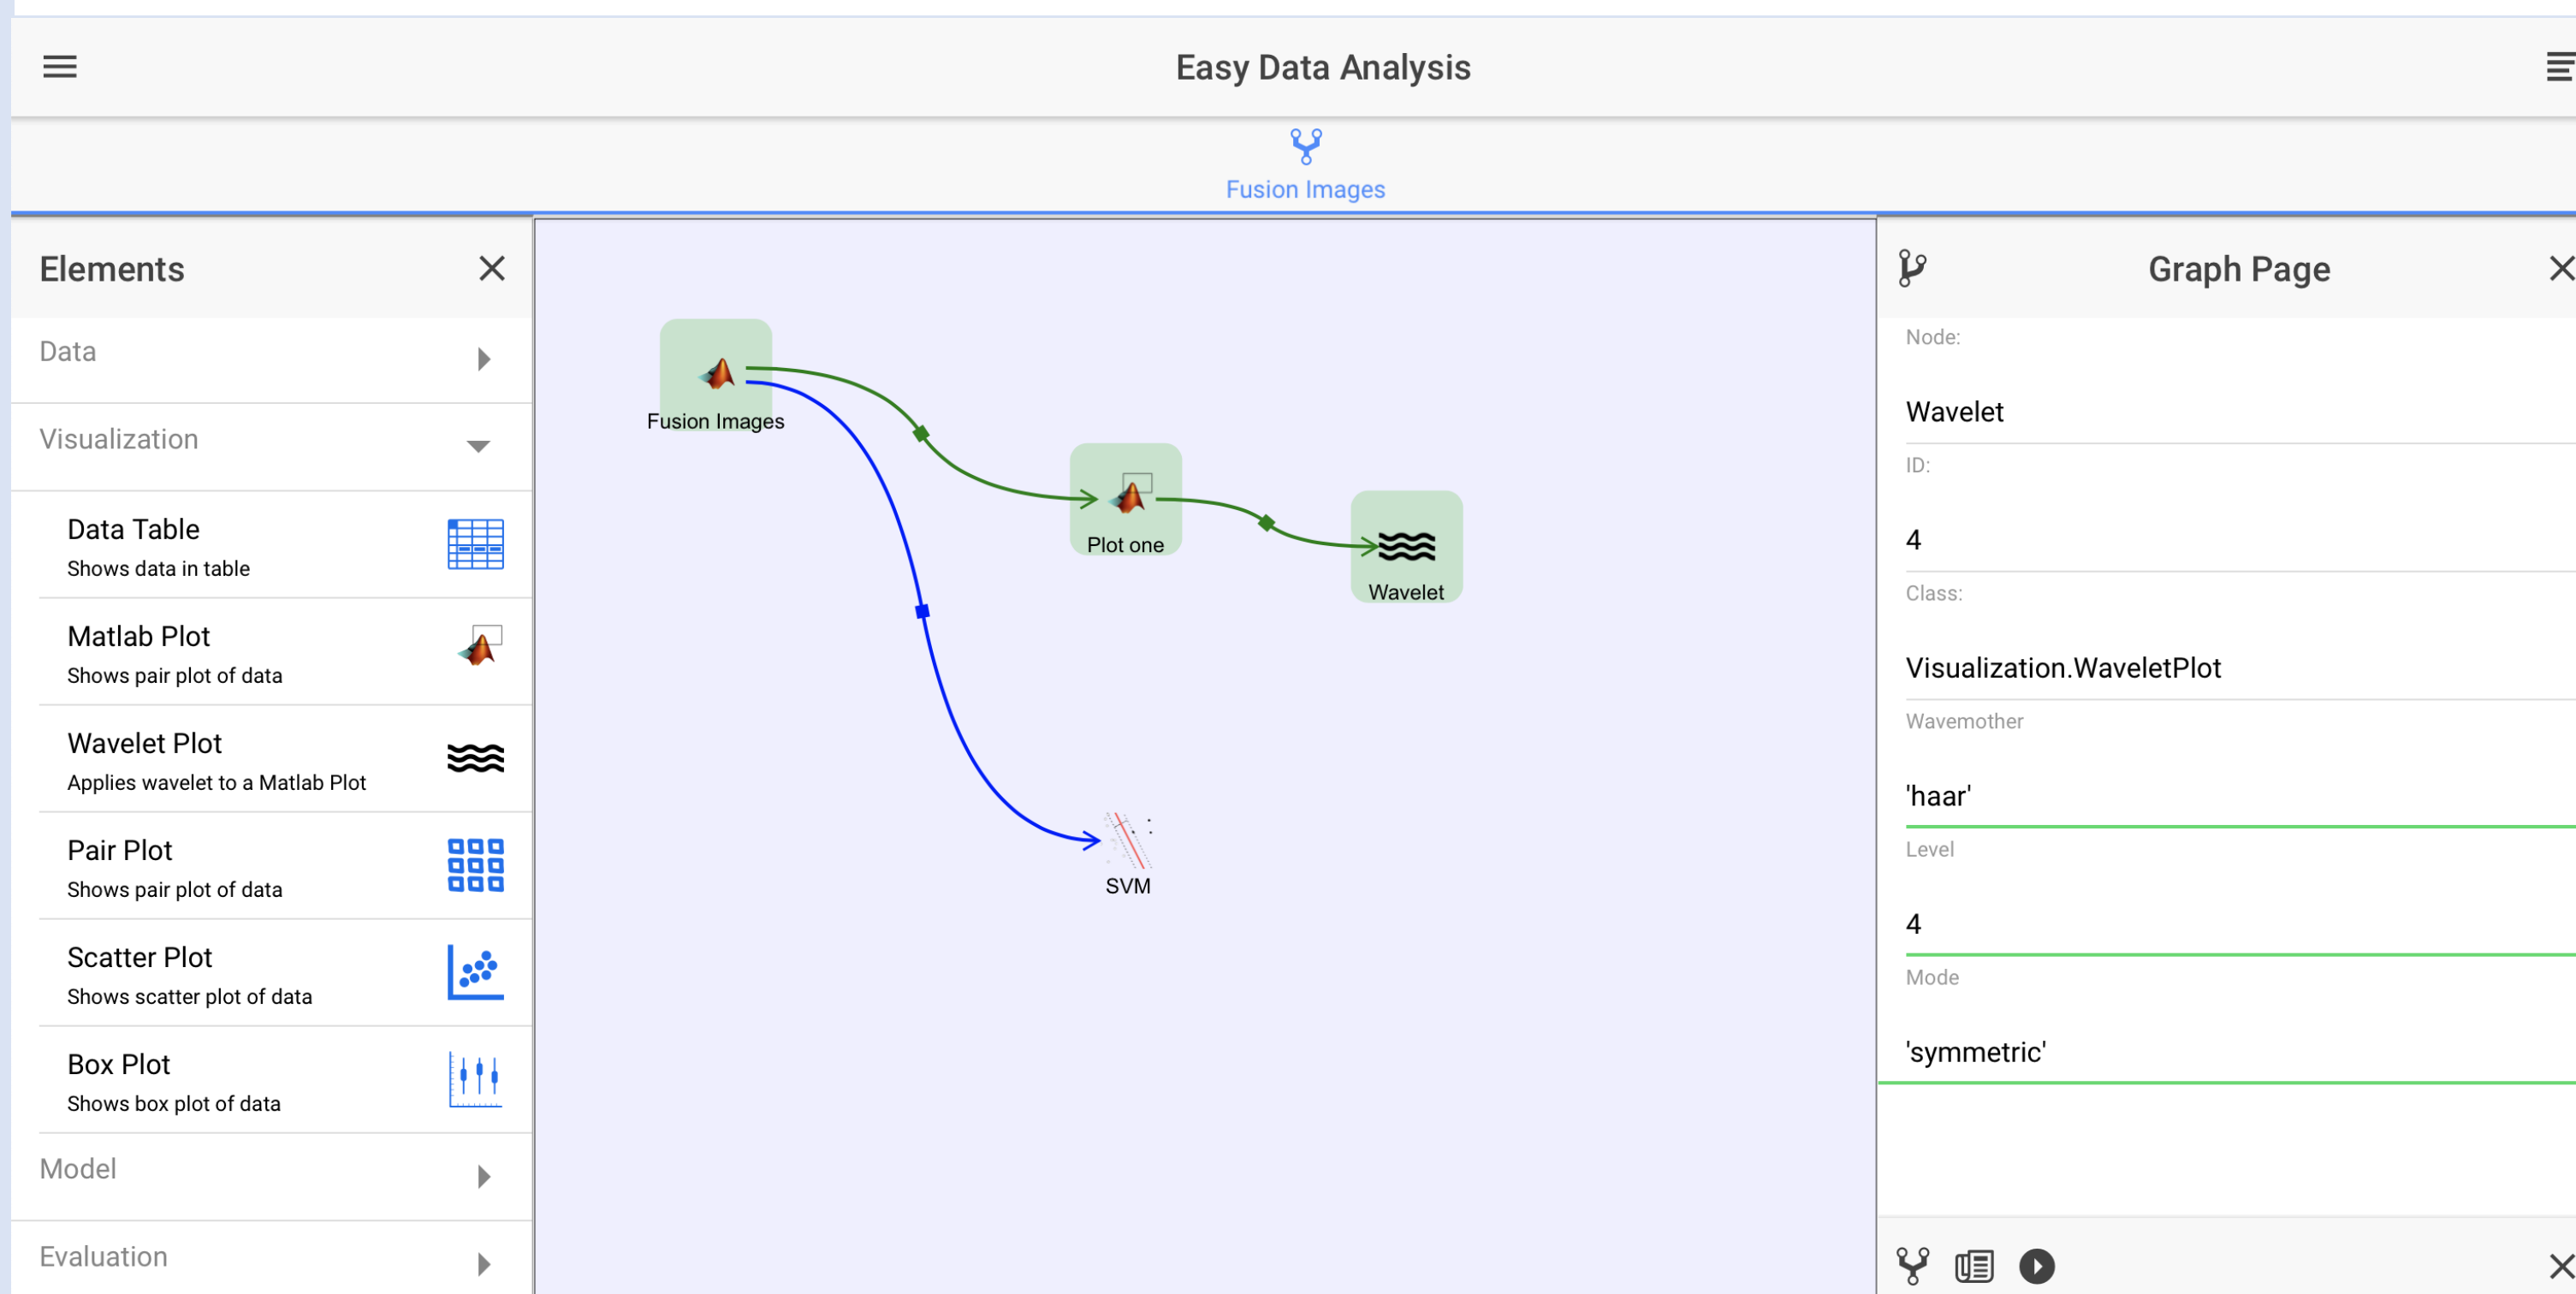 Easy Data Analysis
Fusion Images
Elements
Data
Visualization
Data Table
Shows data in table
Matlab Plot
Shows pair plot of data
Wavelet Plot
Applies wavelet to a Matlab Plot
Pair Plot
Shows pair plot of data
Scatter Plot
Shows scatter plot of data
Box Plot
Shows box plot of data
Model
Evaluation
Fusion Images
Plot one
Wavelet
SVM
Graph Page
Node:
Wavelet
ID:
4
Class:
Visualization.WaveletPlot
Wavemother
'haar'
Level
4
Mode
'symmetric'